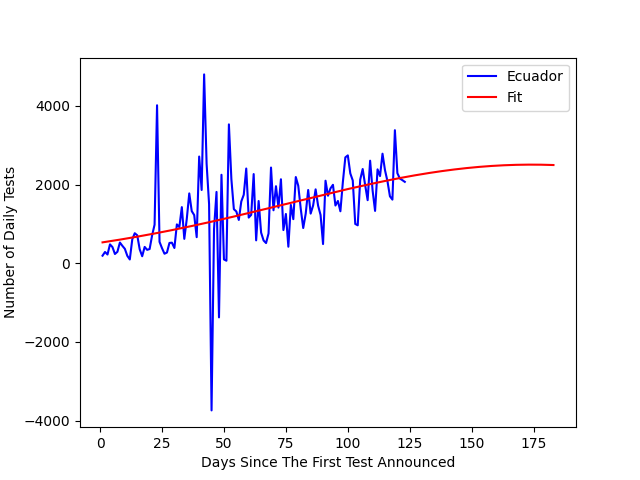 Ecuador
Fit
4000
2000
0
−2000
−4000
Number of Daily Tests
0 25 50 75 100 125 150 175
Days Since The First Test Announced